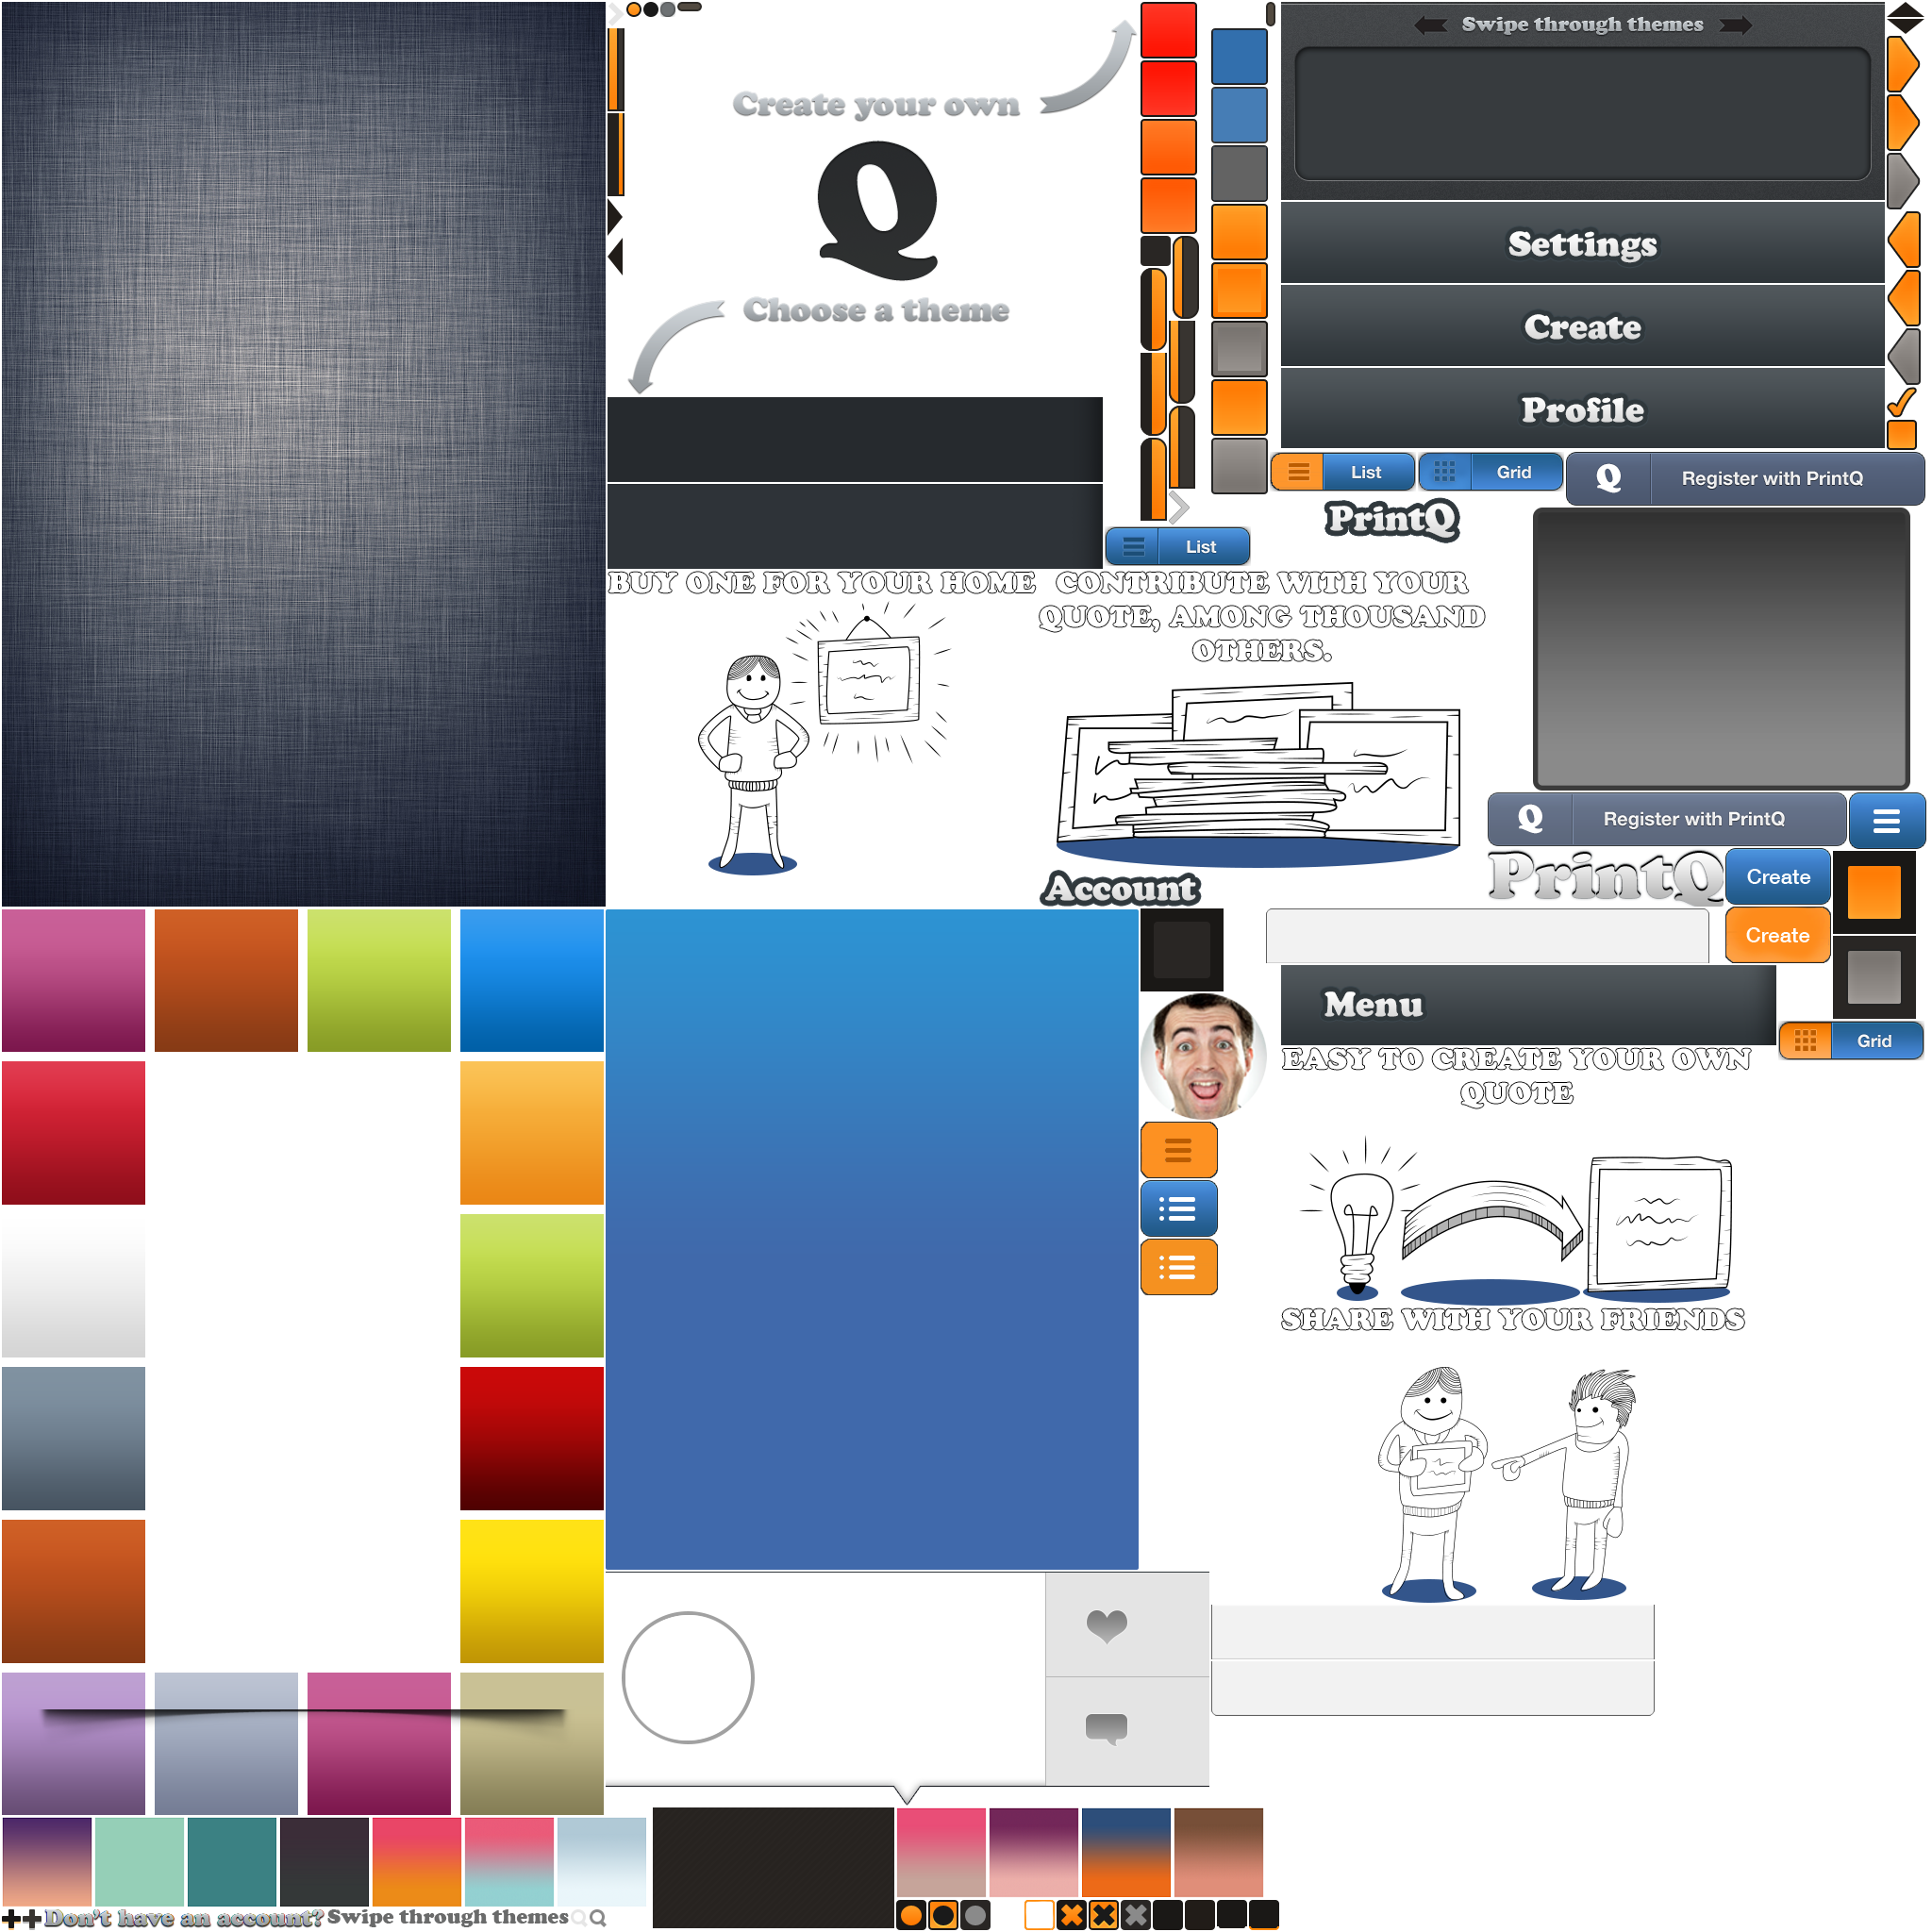 Swipe through themes
Create your own
Q
Choose a theme
Settings
Create
Profile
List
Grid
Q Register with PrintQ
PrintQ
List
BUY ONE FOR YOUR HOME
CONTRIBUTE WITH YOUR
QUOTE, AMONG THOUSAND
OTHERS.
Q Register with PrintQ
PrintQ
Create
Account
Create
Menu
Grid
EASY TO CREATE YOUR OWN
QUOTE
SHARE WITH YOUR FRIENDS
Don't have an account?
Swipe through themes